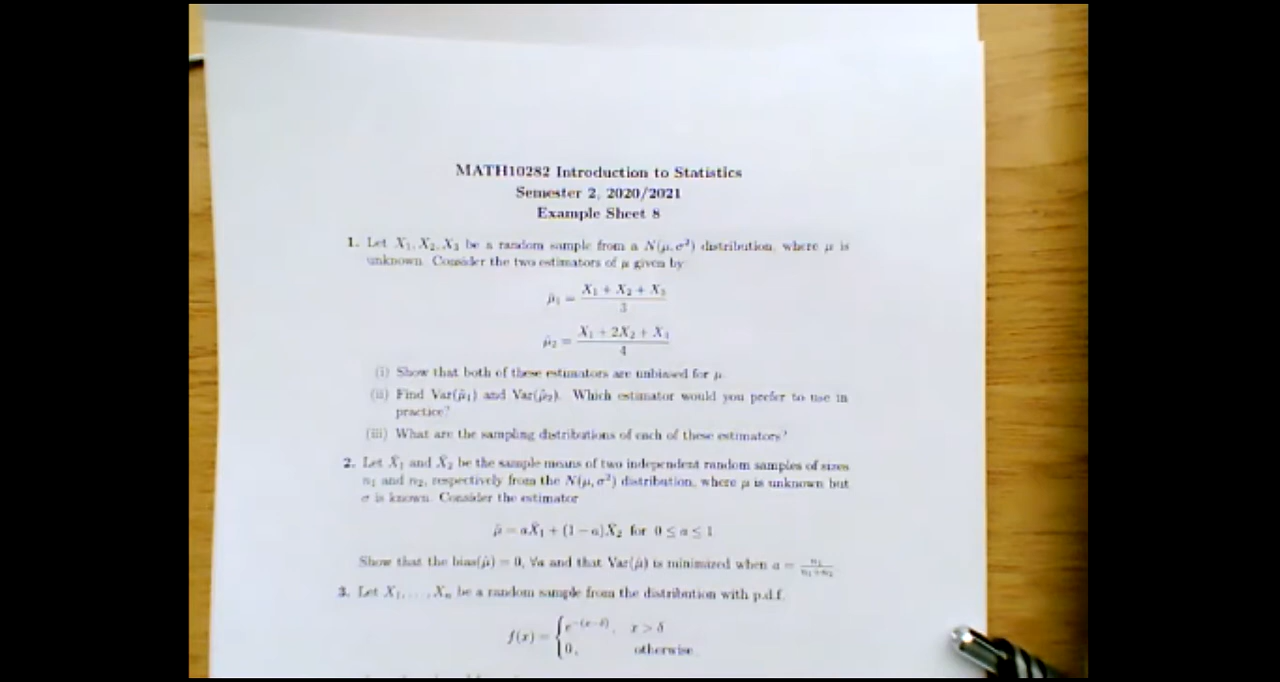 MATH10282 Introduction to Statistics
Semester 2, 2020/2021
Example Sheet 8
1. Let X₁, X₂, X₃ be a random sample from a N(μ, σ²) distribution, where μ is
unknown. Consider the two estimators of μ given by
μ̂₁ = (X₁ + X₂ + X₃)/3
μ̂₂ = (X₁ + 2X₂ + X₃)/4
(i) Show that both of these estimators are unbiased for μ.
(ii) Find Var(μ̂₁) and Var(μ̂₂). Which estimator would you prefer to use in
practice?
(iii) What are the sampling distributions of each of these estimators?
2. Let X̄₁ and X̄₂ be the sample means of two independent random samples of sizes
n₁ and n₂, respectively from the N(μ, σ²) distribution, where μ is unknown but
σ is known. Consider the estimator
μ̂ = aX̄₁ + (1 − a)X̄₂ for 0 ≤ a ≤ 1
Show that the bias(μ̂) = 0, ∀a and that Var(μ̂) is minimized when a = n₁/(n₁+n₂)
3. Let X₁, . . . , Xₙ be a random sample from the distribution with p.d.f.
f(x) = { e^−(x−δ), x > δ
0, otherwise